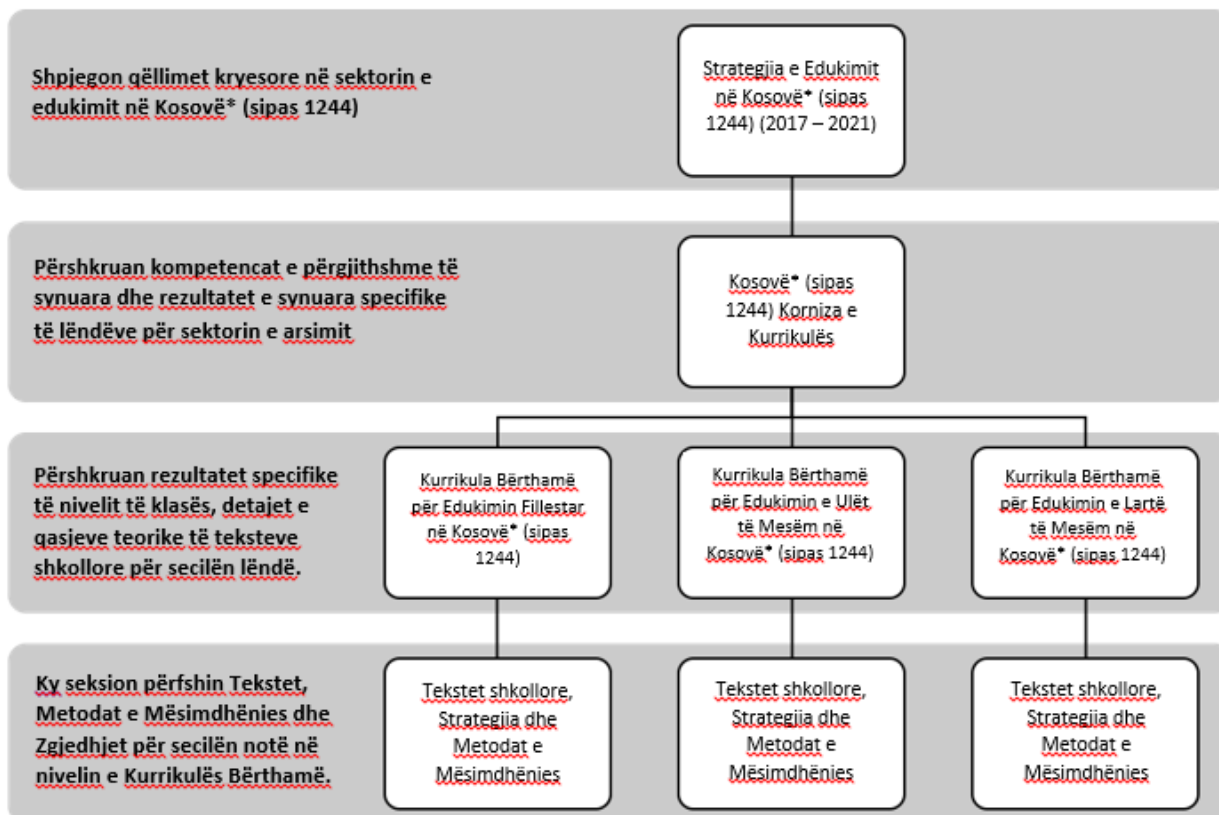 Shpjegon qëllimet kryesore në sektorin e
edukimit në Kosovë* (sipas 1244)
Strategjia e Edukimit
në Kosovë* (sipas
1244) (2017 – 2021)
Përshkruan kompetencat e përgjithshme të
synuara dhe rezultatet e synuara specifike
të lëndëve për sektorin e arsimit
Kosovë* (sipas
1244) Korniza e
Kurrikulës
Përshkruan rezultatet specifike
të nivelit të klasës, detajet e
qasjeve teorike të teksteve
shkollore për secilën lëndë.
Kurrikula Bërthamë
për Edukimin Fillestar
në Kosovë* (sipas
1244)
Kurrikula Bërthamë
për Edukimin e Ulët
të Mesëm në
Kosovë* (sipas 1244)
Kurrikula Bërthamë
për Edukimin e Lartë
të Mesëm në
Kosovë* (sipas 1244)
Ky seksion përfshin Tekstet,
Metodat e Mësimdhënies dhe
Zgjedhjet për secilën notë në
nivelin e Kurrikulës Bërthamë.
Tekstet shkollore,
Strategjia dhe
Metodat e
Mësimdhënies
Tekstet shkollore,
Strategjia dhe
Metodat e
Mësimdhënies
Tekstet shkollore,
Strategjia dhe
Metodat e
Mësimdhënies